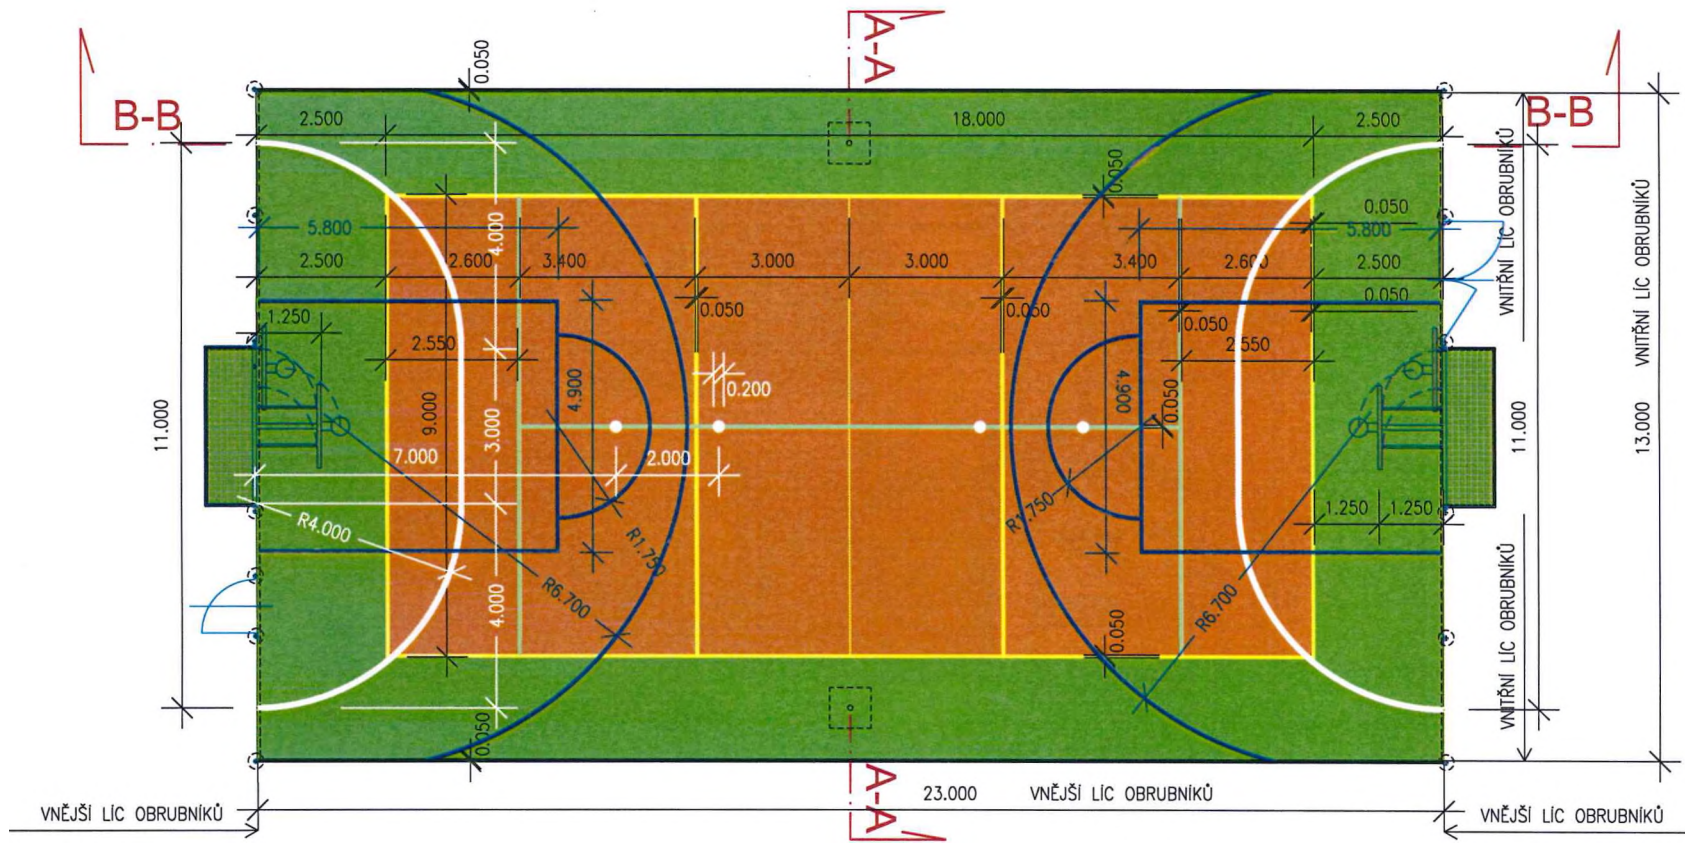 A-A
B-B
B-B
0.050
2.500
18.000
2.500
0.050
4.000
0.050
5.800
5.800
2.500
2.600
3.400
3.000
3.000
3.400
2.600
2.500
0.050
0.050
0.050
0.050
1.250
2.550
2.550
4.900
0.200
4.900
0.050
11.000
9.000
3.000
7.000
2.000
R4.000
R1.750
R6.700
R1.750
R6.700
1.250
1.250
4.000
0.050
0.050
VNITŘNÍ LÍC OBRUBNÍKŮ
VNITŘNÍ LÍC OBRUBNÍKŮ
VNITŘNÍ LÍC OBRUBNÍKŮ
11.000
13.000
A-A
23.000 VNĚJŠÍ LÍC OBRUBNÍKŮ
VNĚJŠÍ LÍC OBRUBNÍKŮ
VNĚJŠÍ LÍC OBRUBNÍKŮ